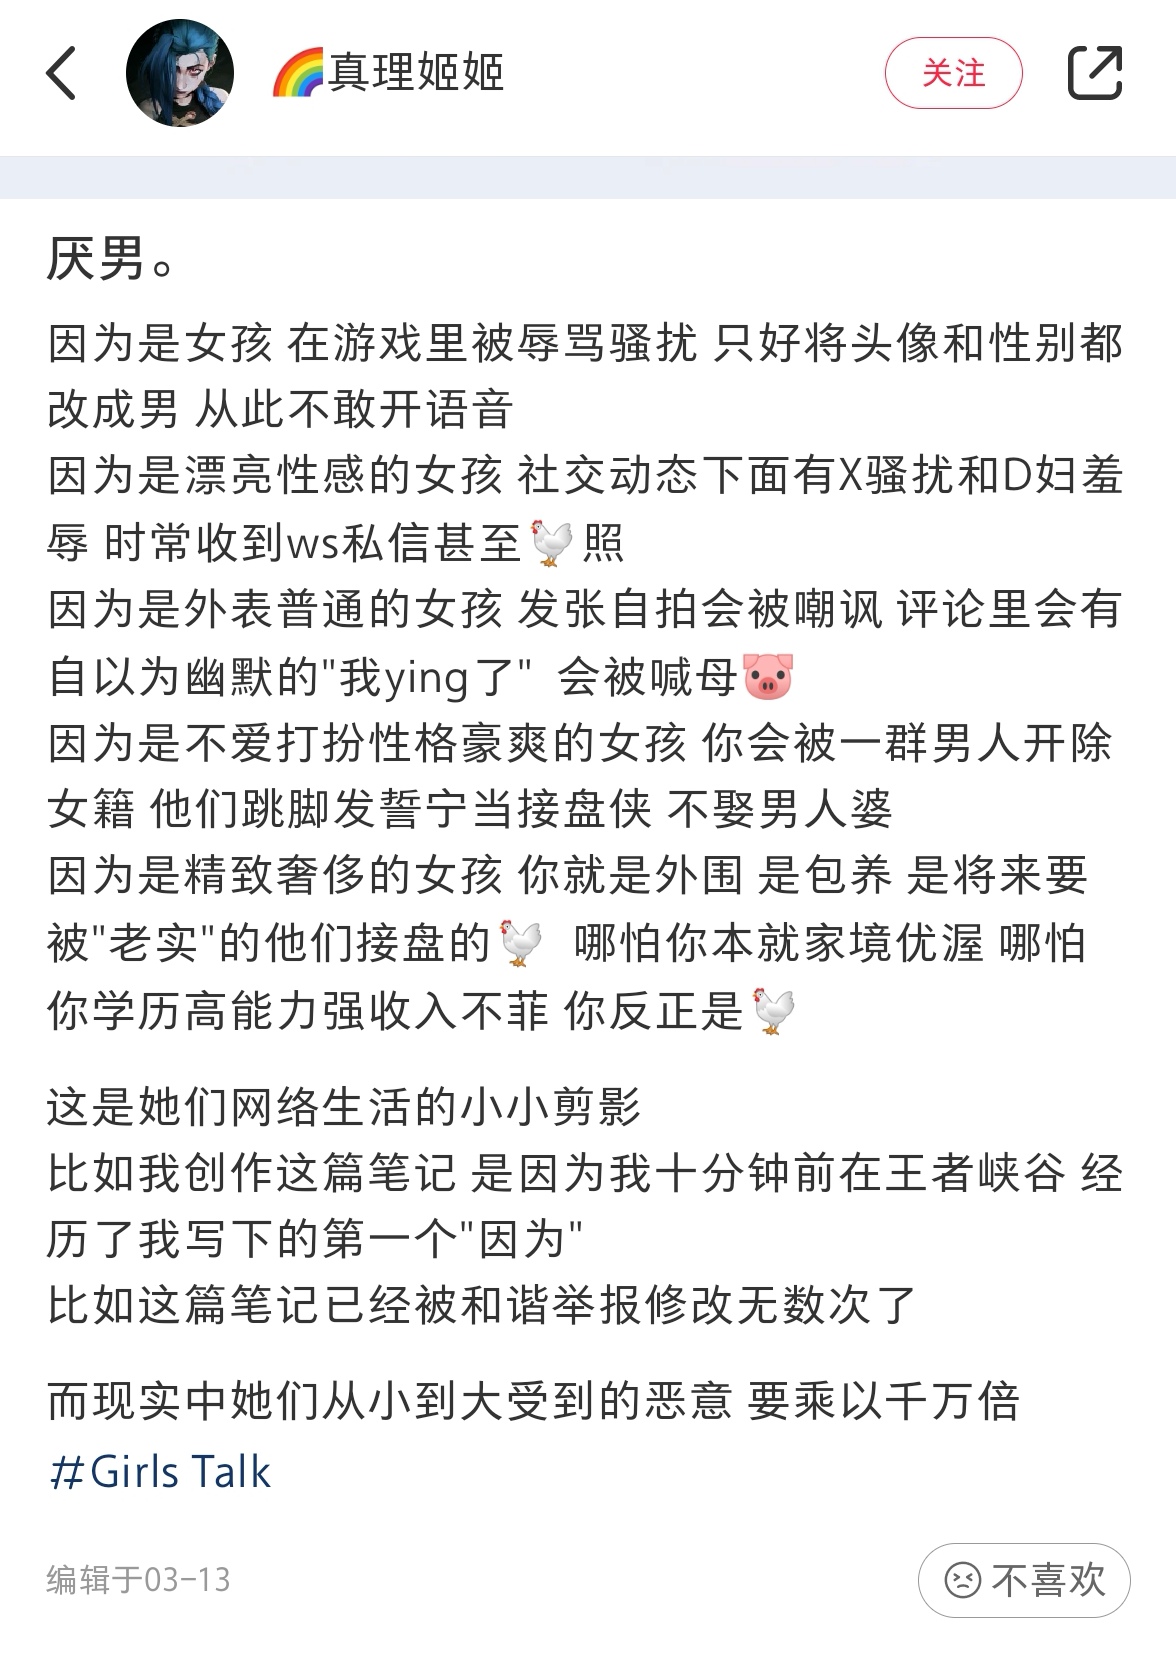 🌈真理姬姬
关注
厌男。
因为是女孩 在游戏里被辱骂骚扰 只好将头像和性别都
改成男 从此不敢开语音
因为是漂亮性感的女孩 社交动态下面有X骚扰和D妇羞
辱 时常收到ws私信甚至🐓照
因为是外表普通的女孩 发张自拍会被嘲讽 评论里会有
自以为幽默的"我ying了" 会被喊母🐷
因为是不爱打扮性格豪爽的女孩 你会被一群男人开除
女籍 他们跳脚发誓宁当接盘侠 不娶男人婆
因为是精致奢侈的女孩 你就是外围 是包养 是将来要
被"老实"的他们接盘的🐓 哪怕你本就家境优渥 哪怕
你学历高能力强收入不菲 你反正是🐓
这是她们网络生活的小小剪影
比如我创作这篇笔记 是因为我十分钟前在王者峡谷 经
历了我写下的第一个"因为"
比如这篇笔记已经被和谐举报修改无数次了
而现实中她们从小到大受到的恶意 要乘以千万倍
#Girls Talk
编辑于03-13
不喜欢